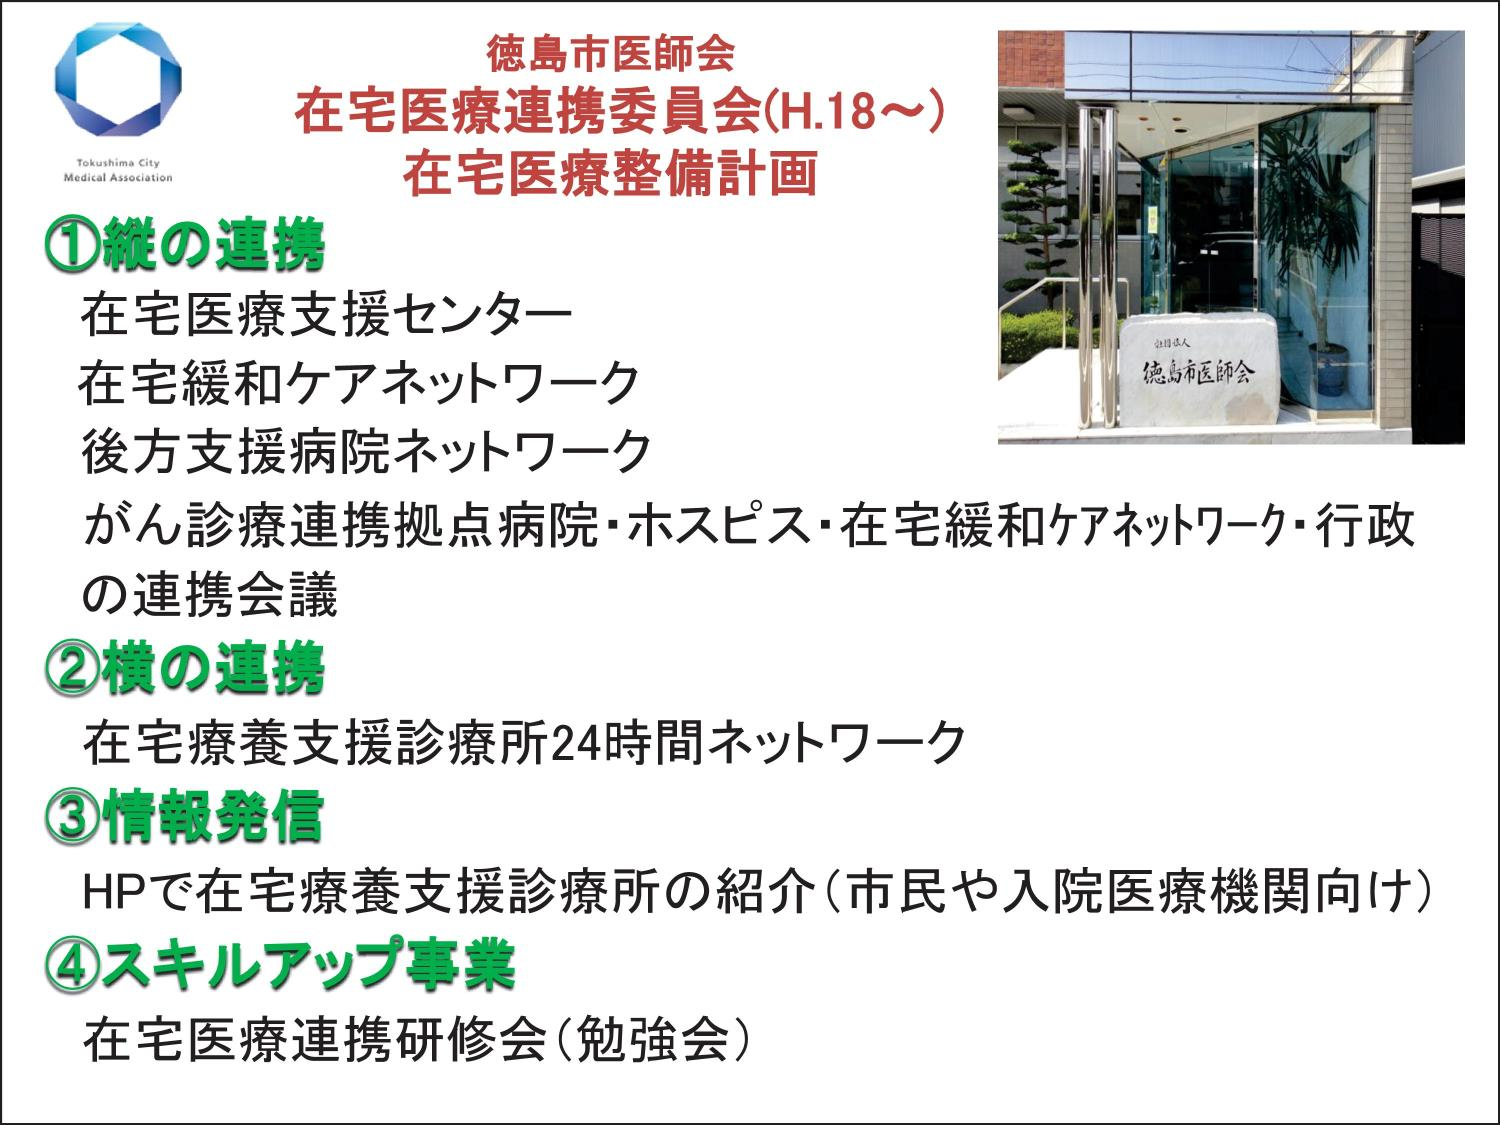 Tokushima City
Medical Association
徳島市医師会
在宅医療連携委員会(H.18～)
在宅医療整備計画
社団法人
徳島市医師会
①縦の連携
在宅医療支援センター
在宅緩和ケアネットワーク
後方支援病院ネットワーク
がん診療連携拠点病院・ホスピス・在宅緩和ｹｱﾈｯﾄﾜｰｸ・行政
の連携会議
②横の連携
在宅療養支援診療所24時間ネットワーク
③情報発信
HPで在宅療養支援診療所の紹介（市民や入院医療機関向け）
④スキルアップ事業
在宅医療連携研修会（勉強会）